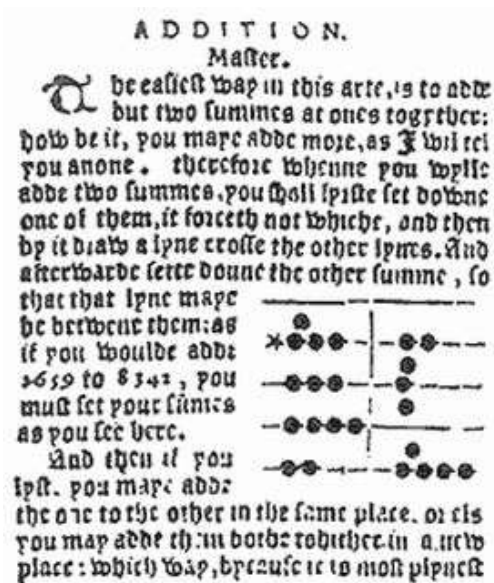 ADDITION.
Master.
The easiest way in this arte, is to adde
but two summes at ones togyther:
how be it, you maye adde more, as I wil tel
you anone. therefore whenne you wylle
adde two summes, you shall fyrste set downe
one of them, it forceth not whiche, and then
by it draw a lyne crosse the other lynes. And
afterwarde sette doune the other summe, so
that that lyne maye
be betwene them: as
if you woulde adde
2659 to 8342, you
must set your sūmes
as you see here.
And then if you
lyst, you maye adde
the one to the other in the same place, or els
you may adde them bothe togither in a new
place: which way, bycause it is most plynest